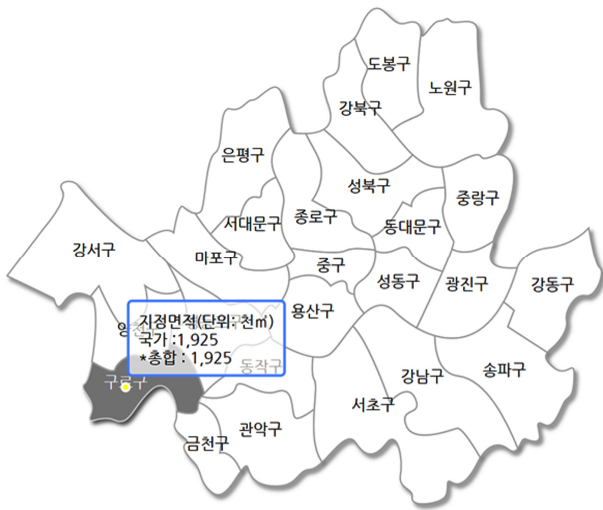 도봉구
노원구
강북구
은평구
성북구
중랑구
서대문구
종로구
동대문구
강서구
마포구
중구
성동구
광진구
강동구
용산구
지정면적(단위: 천㎡)
국가:1,925
*총합 : 1,925
동작구
구로구
강남구
송파구
서초구
관악구
금천구